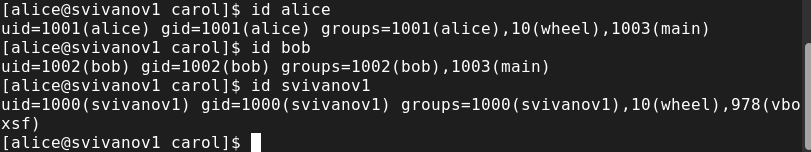 [alice@svivanov1 carol]$ id alice
uid=1001(alice) gid=1001(alice) groups=1001(alice),10(wheel),1003(main)
[alice@svivanov1 carol]$ id bob
uid=1002(bob) gid=1002(bob) groups=1002(bob),1003(main)
[alice@svivanov1 carol]$ id svivanov1
uid=1000(svivanov1) gid=1000(svivanov1) groups=1000(svivanov1),10(wheel),978(vbo
xsf)
[alice@svivanov1 carol]$